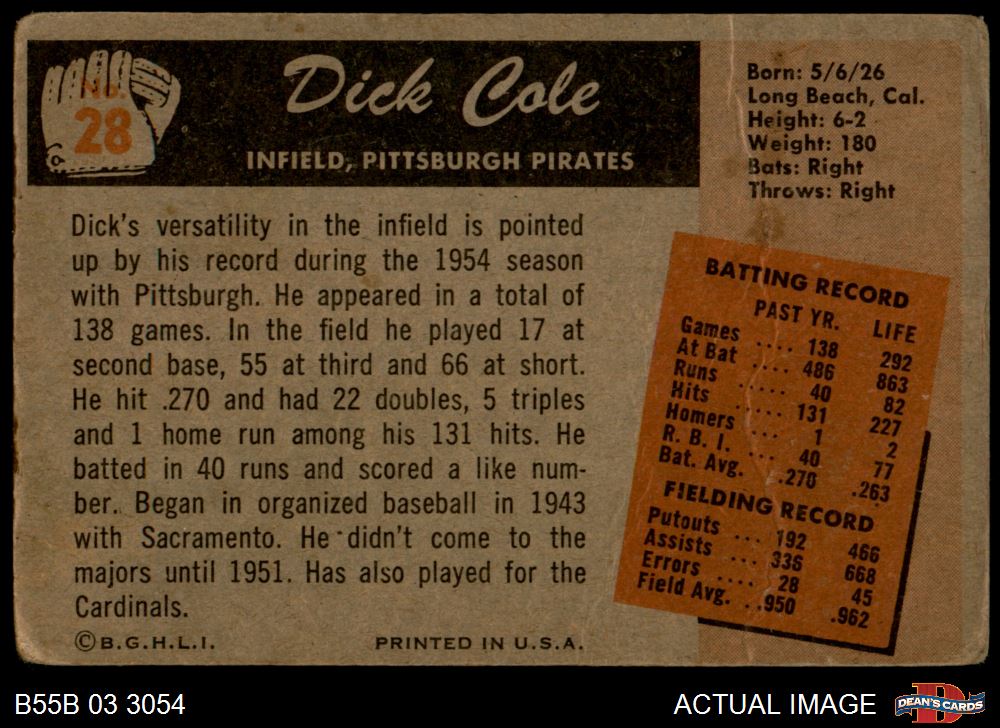 No.
28
Dick Cole
INFIELD, PITTSBURGH PIRATES
Born: 5/6/26
Long Beach, Cal.
Height: 6-2
Weight: 180
Bats: Right
Throws: Right
Dick's versatility in the infield is pointed
up by his record during the 1954 season
with Pittsburgh. He appeared in a total of
138 games. In the field he played 17 at
second base, 55 at third and 66 at short.
He hit .270 and had 22 doubles, 5 triples
and 1 home run among his 131 hits. He
batted in 40 runs and scored a like num-
ber. Began in organized baseball in 1943
with Sacramento. He didn't come to the
majors until 1951. Has also played for the
Cardinals.
©B.G.H.L.I. PRINTED IN U.S.A.
BATTING RECORD
PAST YR. LIFE
Games .... 138 292
At Bat .... 486 863
Runs ..... 40 82
Hits ..... 131 227
Homers ... 1 2
R. B. I. ... 40 77
Bat. Avg. .270 .263
FIELDING RECORD
Putouts ... 192 466
Assists ... 336 668
Errors .... 28 45
Field Avg. .950 .962
B55B 03 3054 ACTUAL IMAGE DEAN'S CARDS